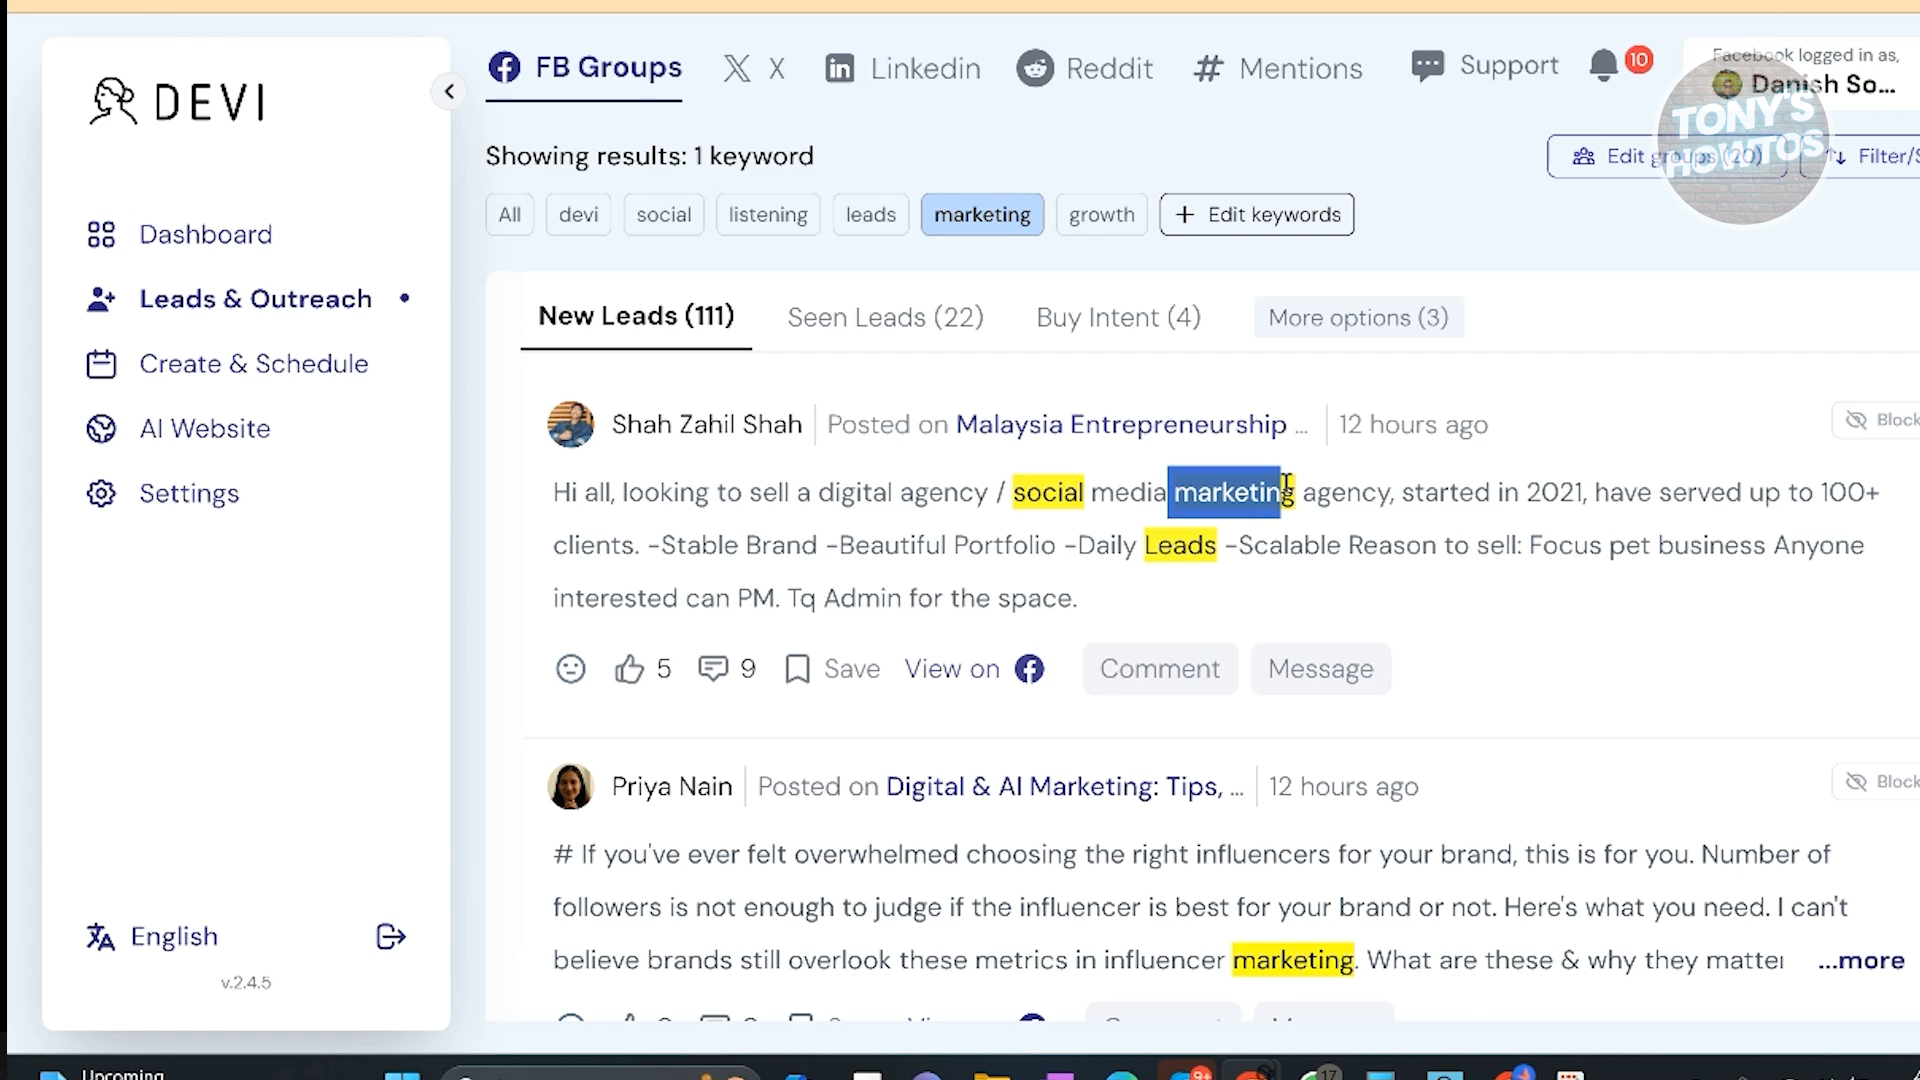 DEVI
Dashboard
Leads & Outreach
Create & Schedule
AI Website
Settings
English
v.2.4.5
FB Groups
X
Linkedin
Reddit
# Mentions
Support
10
Facebook logged in as,
Danish So...
TONY'S
HOWTOS
Showing results: 1 keyword
Edit groups (20)
Filter/S
All
devi
social
listening
leads
marketing
growth
+ Edit keywords
New Leads (111)
Seen Leads (22)
Buy Intent (4)
More options (3)
Shah Zahil Shah
Posted on Malaysia Entrepreneurship ...
12 hours ago
Block
Hi all, looking to sell a digital agency / social media marketing agency, started in 2021, have served up to 100+
clients. -Stable Brand -Beautiful Portfolio -Daily Leads -Scalable Reason to sell: Focus pet business Anyone
interested can PM. Tq Admin for the space.
5
9
Save
View on
Comment
Message
Priya Nain
Posted on Digital & AI Marketing: Tips, ...
12 hours ago
Block
# If you've ever felt overwhelmed choosing the right influencers for your brand, this is for you. Number of
followers is not enough to judge if the influencer is best for your brand or not. Here's what you need. I can't
believe brands still overlook these metrics in influencer marketing. What are these & why they matter ...more
Upcoming
17